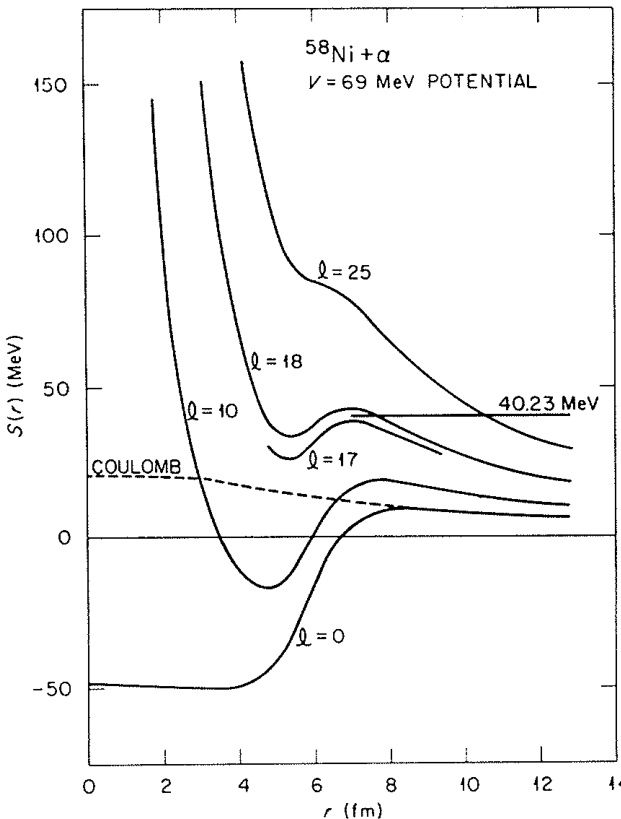 ⁵⁸Ni + α
V = 69 MeV POTENTIAL
150
100
50
0
-50
S(r) (MeV)
ℓ = 25
ℓ = 18
ℓ = 10
40.23 MeV
ℓ = 17
COULOMB
ℓ = 0
0 2 4 6 8 10 12 14
r (fm)